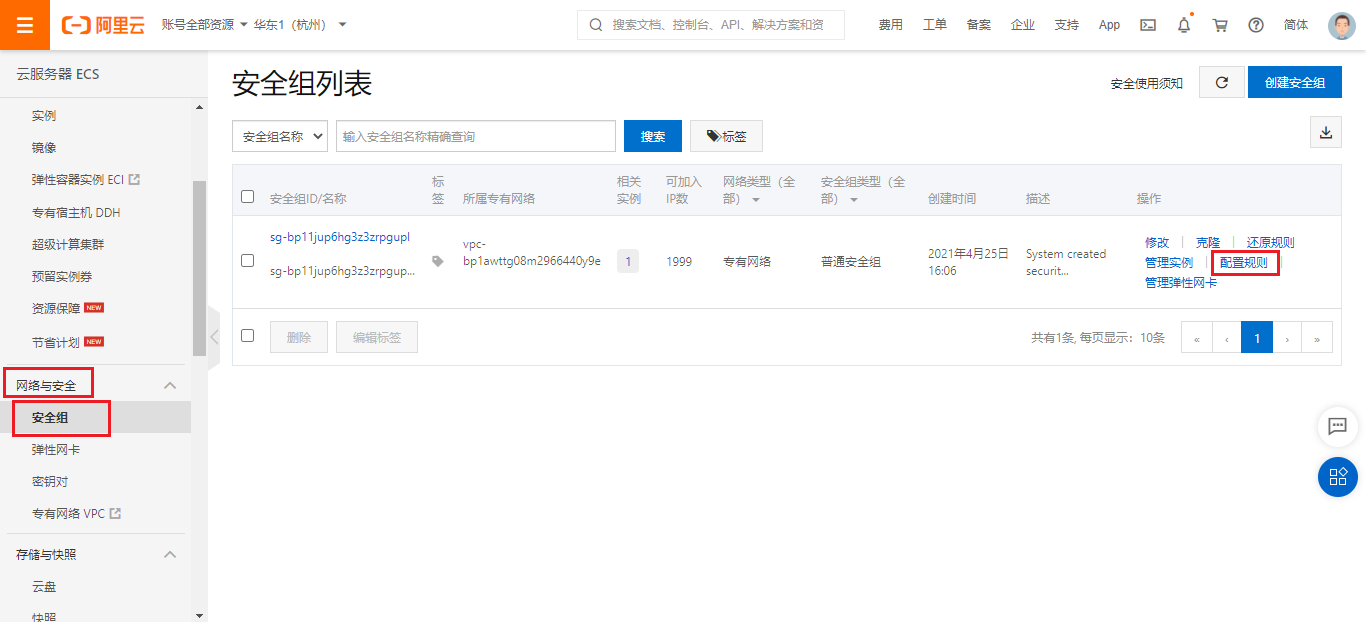 阿里云 账号全部资源 华东1（杭州） 搜索文档、控制台、API、解决方案和资 费用 工单 备案 企业 支持 App 简体
云服务器 ECS
实例
镜像
弹性容器实例 ECI
专有宿主机 DDH
超级计算集群
预留实例券
资源保障 NEW
节省计划 NEW
网络与安全
安全组
弹性网卡
密钥对
专有网络 VPC
存储与快照
云盘
快照
安全组列表
安全使用须知 创建安全组
安全组名称 输入安全组名称精确查询 搜索 标签
安全组ID/名称 标签 所属专有网络 相关实例 可加入IP数 网络类型（全部） 安全组类型（全部） 创建时间 描述 操作
sg-bp11jup6hg3z3zrpgupl
sg-bp11jup6hg3z3zrpgup...
vpc-
bp1awttg08m2966440y9e
1 1999 专有网络 普通安全组
2021年4月25日
16:06
System created
securit...
修改 克隆 还原规则
管理实例 配置规则
管理弹性网卡
删除 编辑标签 共有1条, 每页显示：10条 « ‹ 1 › »